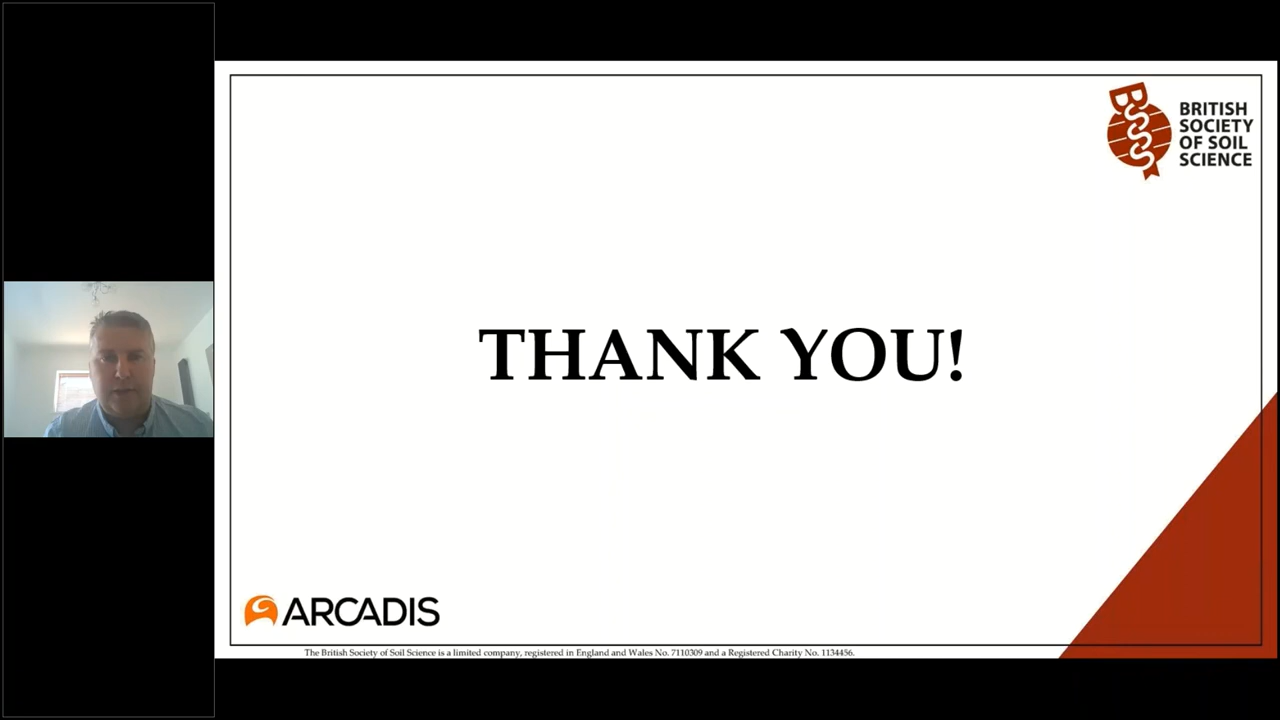 BSSS
BRITISH
SOCIETY
OF SOIL
SCIENCE
THANK YOU!
ARCADIS
The British Society of Soil Science is a limited company, registered in England and Wales No. 7110309 and a Registered Charity No. 1134456.